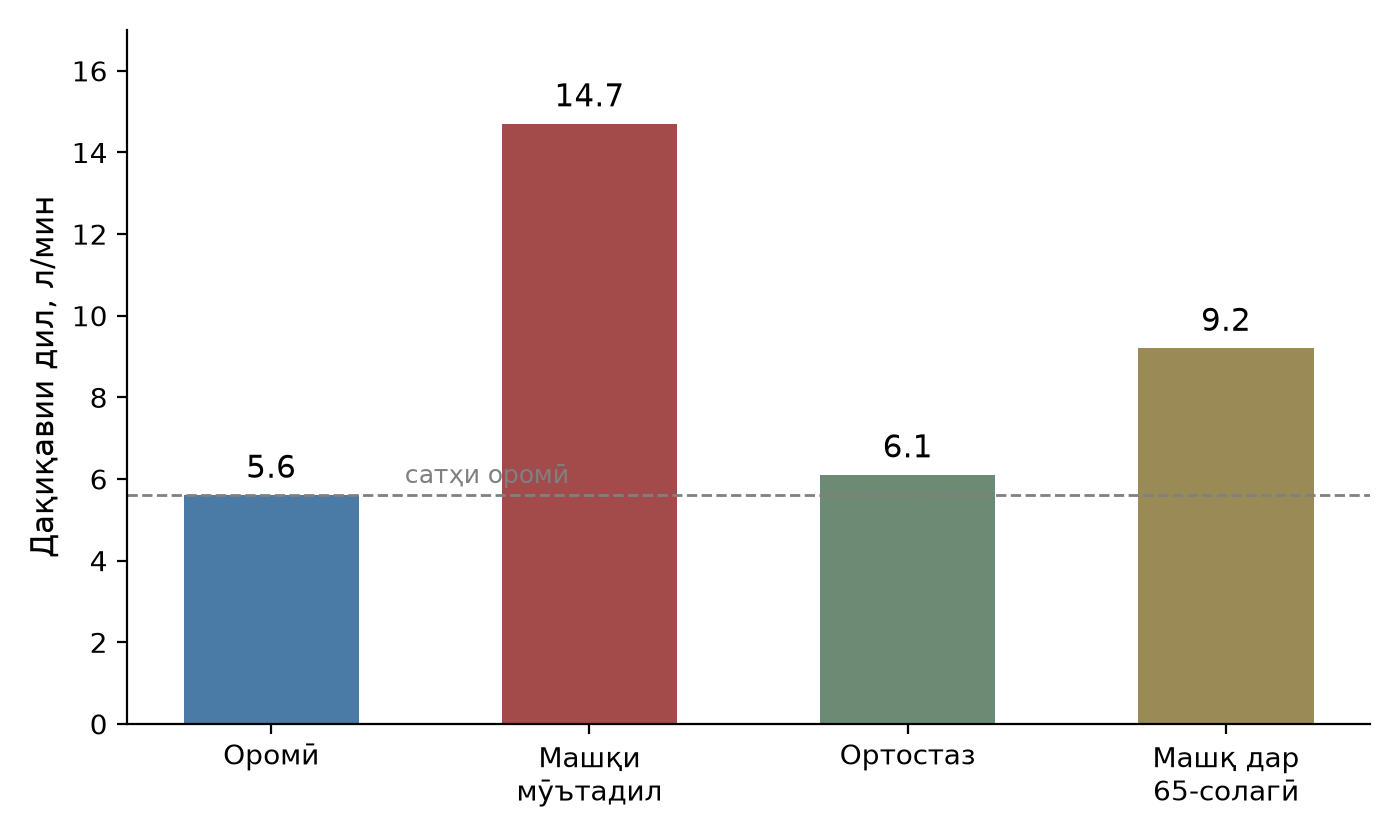 Дақиқавии дил, л/мин
16
14
12
10
8
6
4
2
0
5.6
14.7
6.1
9.2
сатҳи оромӣ
Оромӣ
Машқи
мӯътадил
Ортостаз
Машқ дар
65-солагӣ